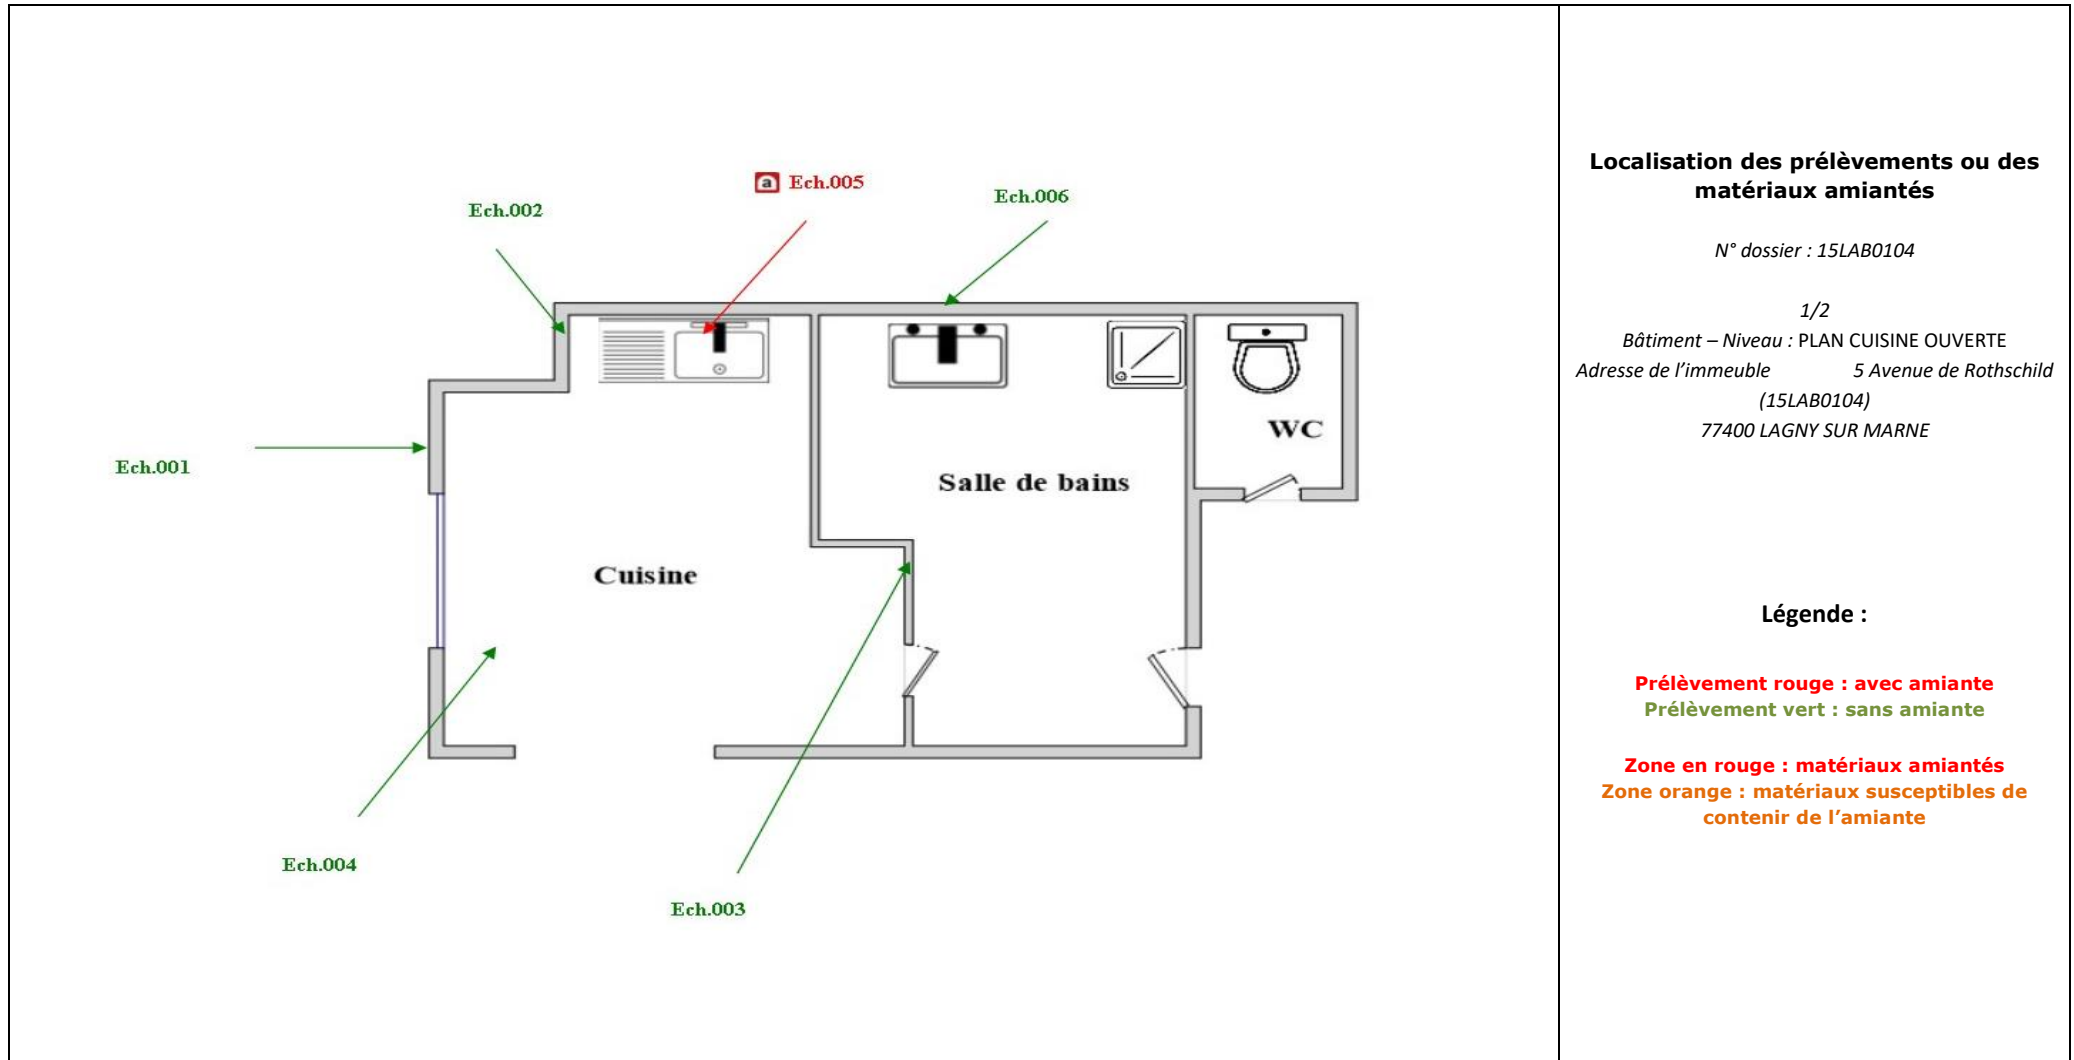 a Ech.005
Ech.002
Ech.006
Ech.001
WC
Salle de bains
Cuisine
Ech.004
Ech.003
Localisation des prélèvements ou des
matériaux amiantés
N° dossier : 15LAB0104
1/2
Bâtiment – Niveau : PLAN CUISINE OUVERTE
Adresse de l’immeuble 5 Avenue de Rothschild
(15LAB0104)
77400 LAGNY SUR MARNE
Légende :
Prélèvement rouge : avec amiante
Prélèvement vert : sans amiante
Zone en rouge : matériaux amiantés
Zone orange : matériaux susceptibles de
contenir de l’amiante